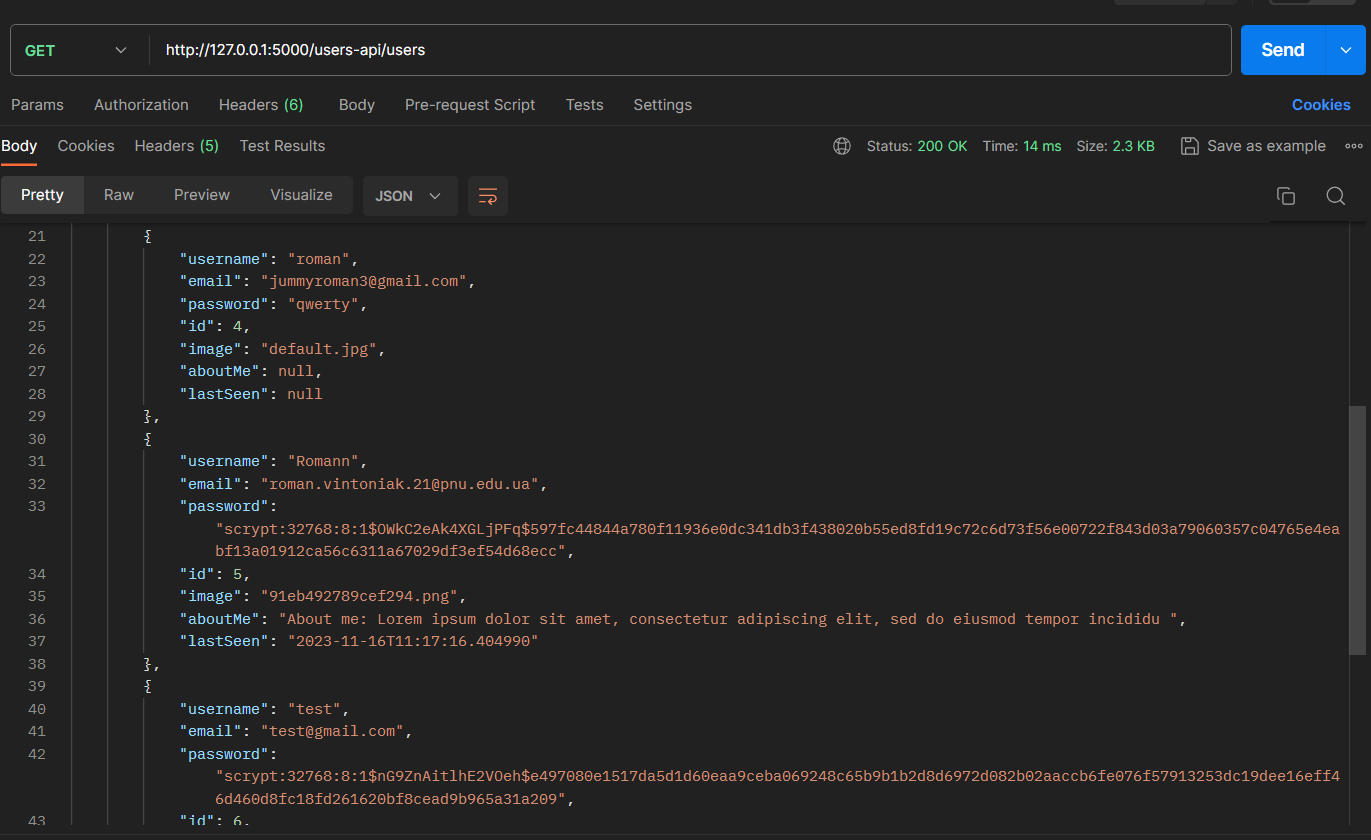 GET http://127.0.0.1:5000/users-api/users Send
Params Authorization Headers (6) Body Pre-request Script Tests Settings Cookies
Body Cookies Headers (5) Test Results Status: 200 OK Time: 14 ms Size: 2.3 KB Save as example
Pretty Raw Preview Visualize JSON
21 {
22 "username": "roman",
23 "email": "jummyroman3@gmail.com",
24 "password": "qwerty",
25 "id": 4,
26 "image": "default.jpg",
27 "aboutMe": null,
28 "lastSeen": null
29 },
30 {
31 "username": "Romann",
32 "email": "roman.vintoniak.21@pnu.edu.ua",
33 "password":
"scrypt:32768:8:1$OWkC2eAk4XGLjPFq$597fc44844a780f11936e0dc341db3f438020b55ed8fd19c72c6d73f56e00722f843d03a79060357c04765e4ea
bf13a01912ca56c6311a67029df3ef54d68ecc",
34 "id": 5,
35 "image": "91eb492789cef294.png",
36 "aboutMe": "About me: Lorem ipsum dolor sit amet, consectetur adipiscing elit, sed do eiusmod tempor incididu ",
37 "lastSeen": "2023-11-16T11:17:16.404990"
38 },
39 {
40 "username": "test",
41 "email": "test@gmail.com",
42 "password":
"scrypt:32768:8:1$nG9ZnAitlhE2VOeh$e497080e1517da5d1d60eaa9ceba069248c65b9b1b2d8d6972d082b02aaccb6fe076f57913253dc19dee16eff4
6d460d8fc18fd261620bf8cead9b965a31a209",
43 "id": 6,